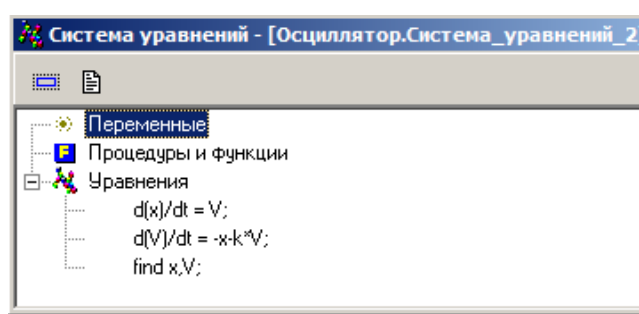 Система уравнений - [Осциллятор.Система_уравнений_2
Переменные
F Процедуры и функции
Уравнения
d(x)/dt = V;
d(V)/dt = -x-k*V;
find x,V;